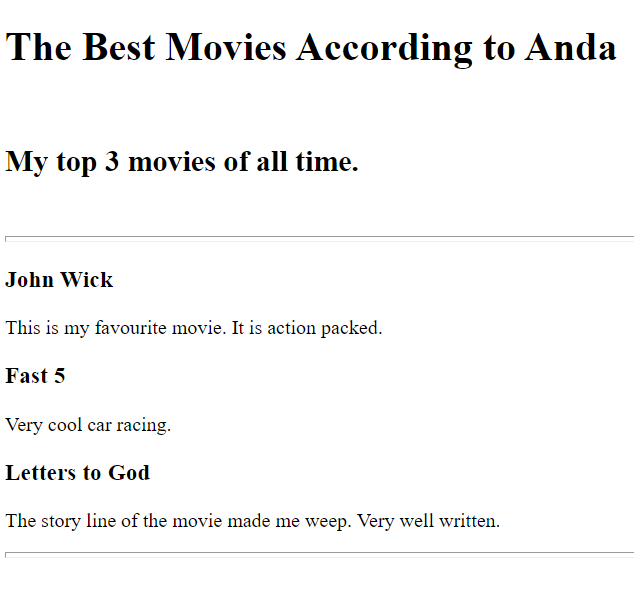 The Best Movies According to Anda
My top 3 movies of all time.
John Wick
This is my favourite movie. It is action packed.
Fast 5
Very cool car racing.
Letters to God
The story line of the movie made me weep. Very well written.